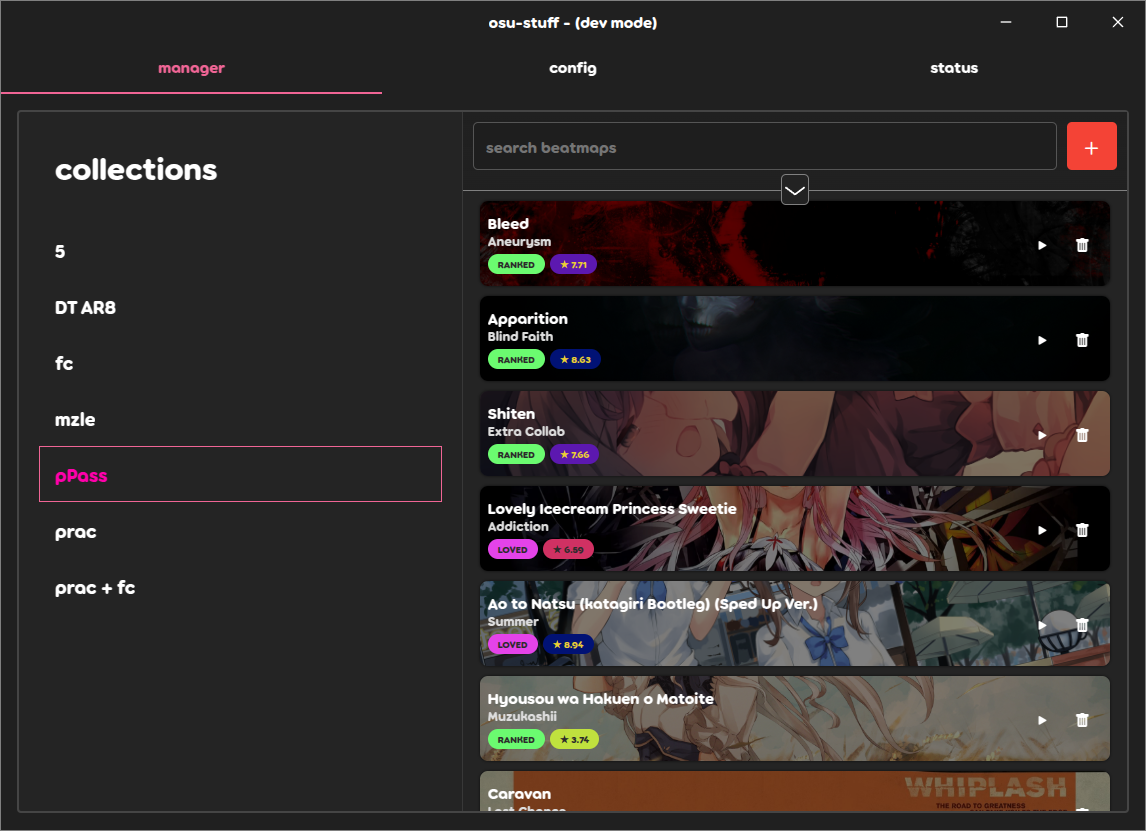 osu-stuff - (dev mode)
manager
config
status
collections
5
DT AR8
fc
mzle
pPass
prac
prac + fc
search beatmaps
+
Bleed
Aneurysm
RANKED ★ 7.71
Apparition
Blind Faith
RANKED ★ 8.63
Shiten
Extra Collab
RANKED ★ 7.66
Lovely Icecream Princess Sweetie
Addiction
LOVED ★ 6.59
Ao to Natsu (katagiri Bootleg) (Sped Up Ver.)
Summer
LOVED ★ 8.94
Hyousou wa Hakuen o Matoite
Muzukashii
RANKED ★ 3.74
Caravan
Last Chance
WHIPLASH
THE ROAD TO GREATNESS